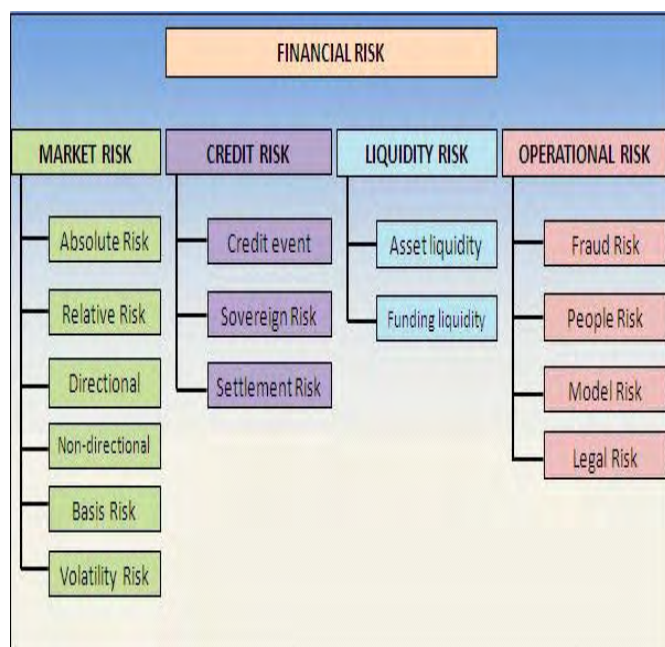 FINANCIAL RISK
MARKET RISK
Absolute Risk
Relative Risk
Directional
Non-directional
Basis Risk
Volatility Risk
CREDIT RISK
Credit event
Sovereign Risk
Settlement Risk
LIQUIDITY RISK
Asset liquidity
Funding liquidity
OPERATIONAL RISK
Fraud Risk
People Risk
Model Risk
Legal Risk